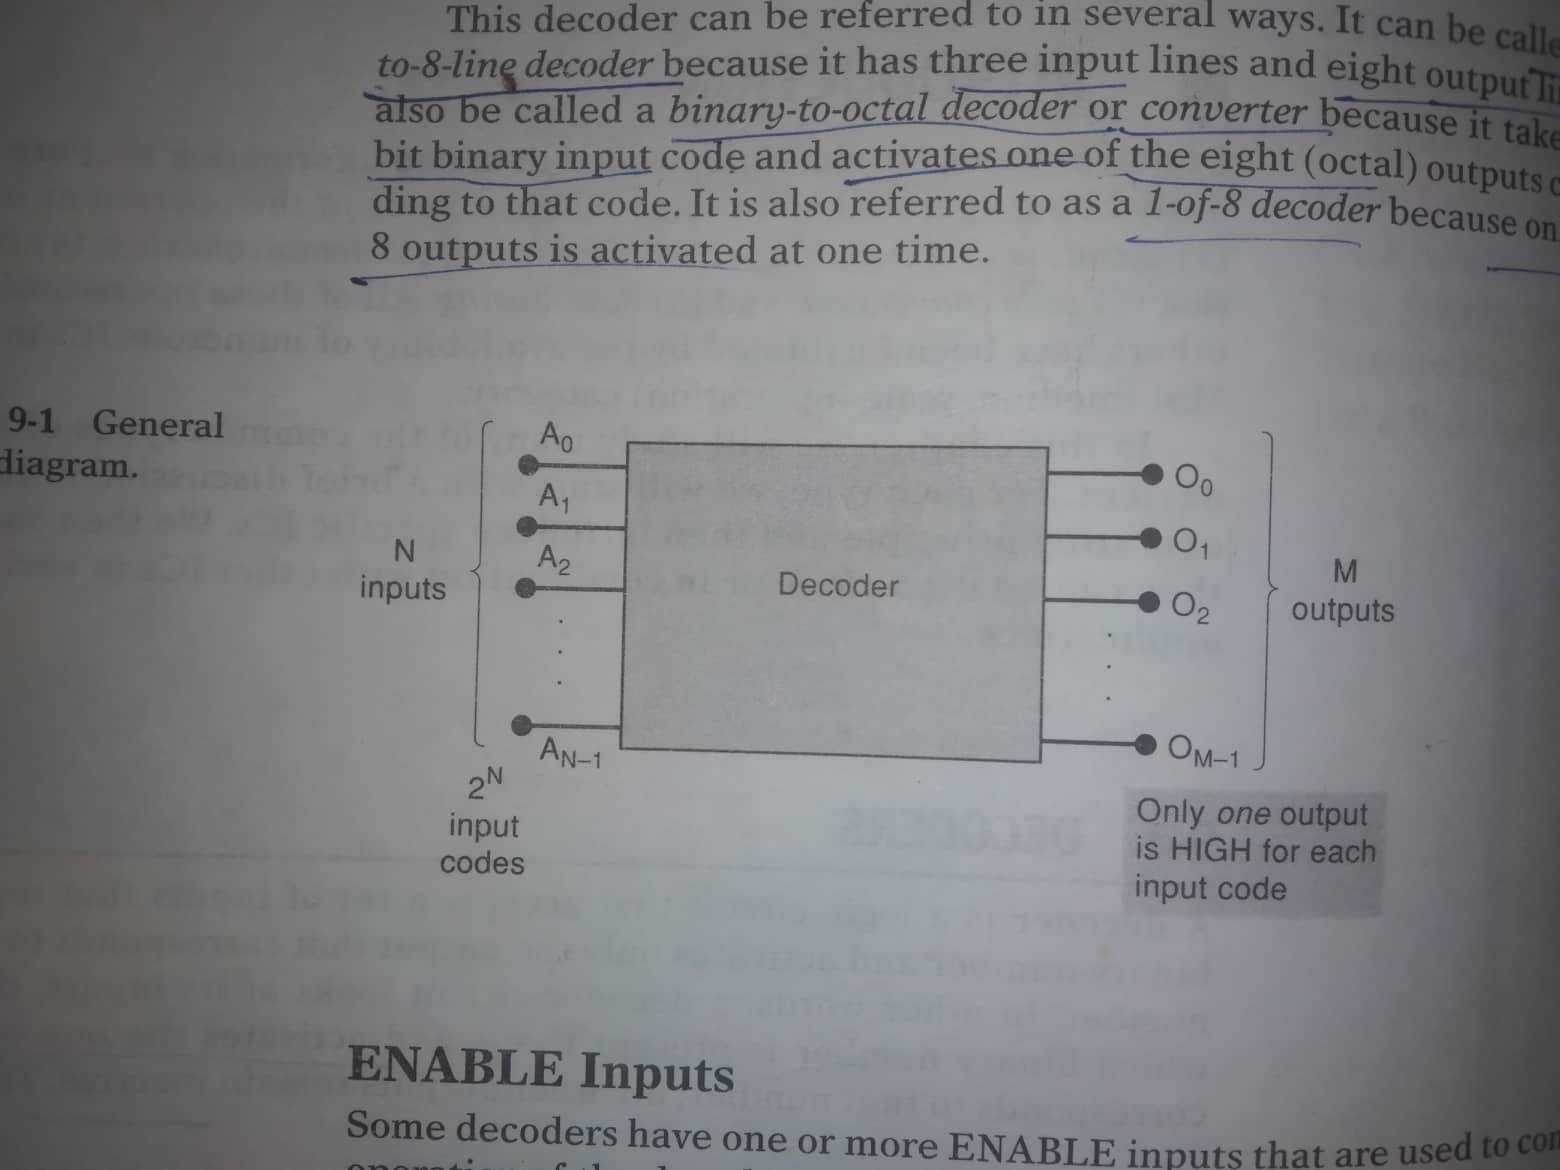 This decoder can be referred to in several ways. It can be calle
to-8-line decoder because it has three input lines and eight output li
also be called a binary-to-octal decoder or converter because it take
bit binary input code and activates one of the eight (octal) outputs c
ding to that code. It is also referred to as a 1-of-8 decoder because on
8 outputs is activated at one time.
9-1 General
diagram.
N
inputs
A0
A1
A2
.
.
.
AN–1
2^N
input
codes
Decoder
O0
O1
O2
.
.
OM–1
M
outputs
Only one output
is HIGH for each
input code
DECODERS
ENABLE Inputs
Some decoders have one or more ENABLE inputs that are used to con